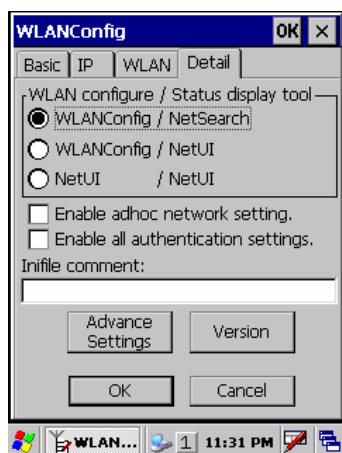 WLANConfig OK ×
Basic IP WLAN Detail
WLAN configure / Status display tool
WLANConfig / NetSearch
WLANConfig / NetUI
NetUI / NetUI
Enable adhoc network setting.
Enable all authentication settings.
Inifile comment:
Advance
Settings
Version
OK Cancel
WLAN... 1 11:31 PM